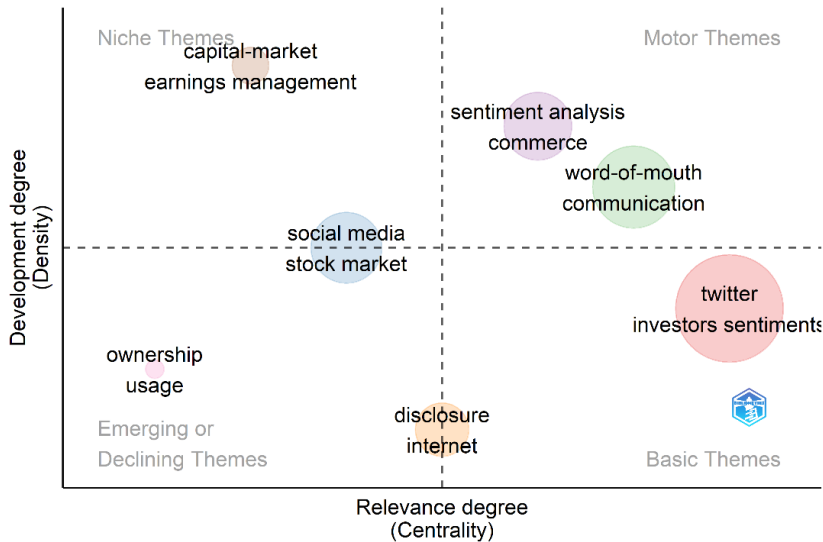 Niche Themes
Motor Themes
capital-market
earnings management
sentiment analysis
commerce
word-of-mouth
communication
social media
stock market
twitter
investors sentiments
ownership
usage
disclosure
internet
Emerging or
Declining Themes
Basic Themes
Development degree
(Density)
Relevance degree
(Centrality)